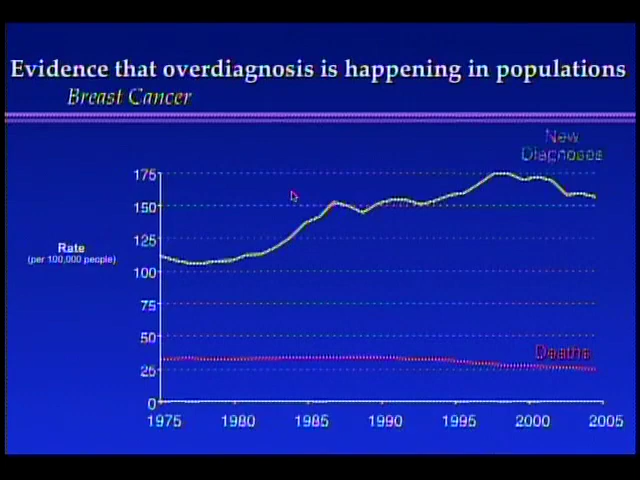 Evidence that overdiagnosis is happening in populations
Breast Cancer
New
Diagnoses
175
150
125
Rate
(per 100,000 people)
100
75
50
Deaths
25
0
1975 1980 1985 1990 1995 2000 2005